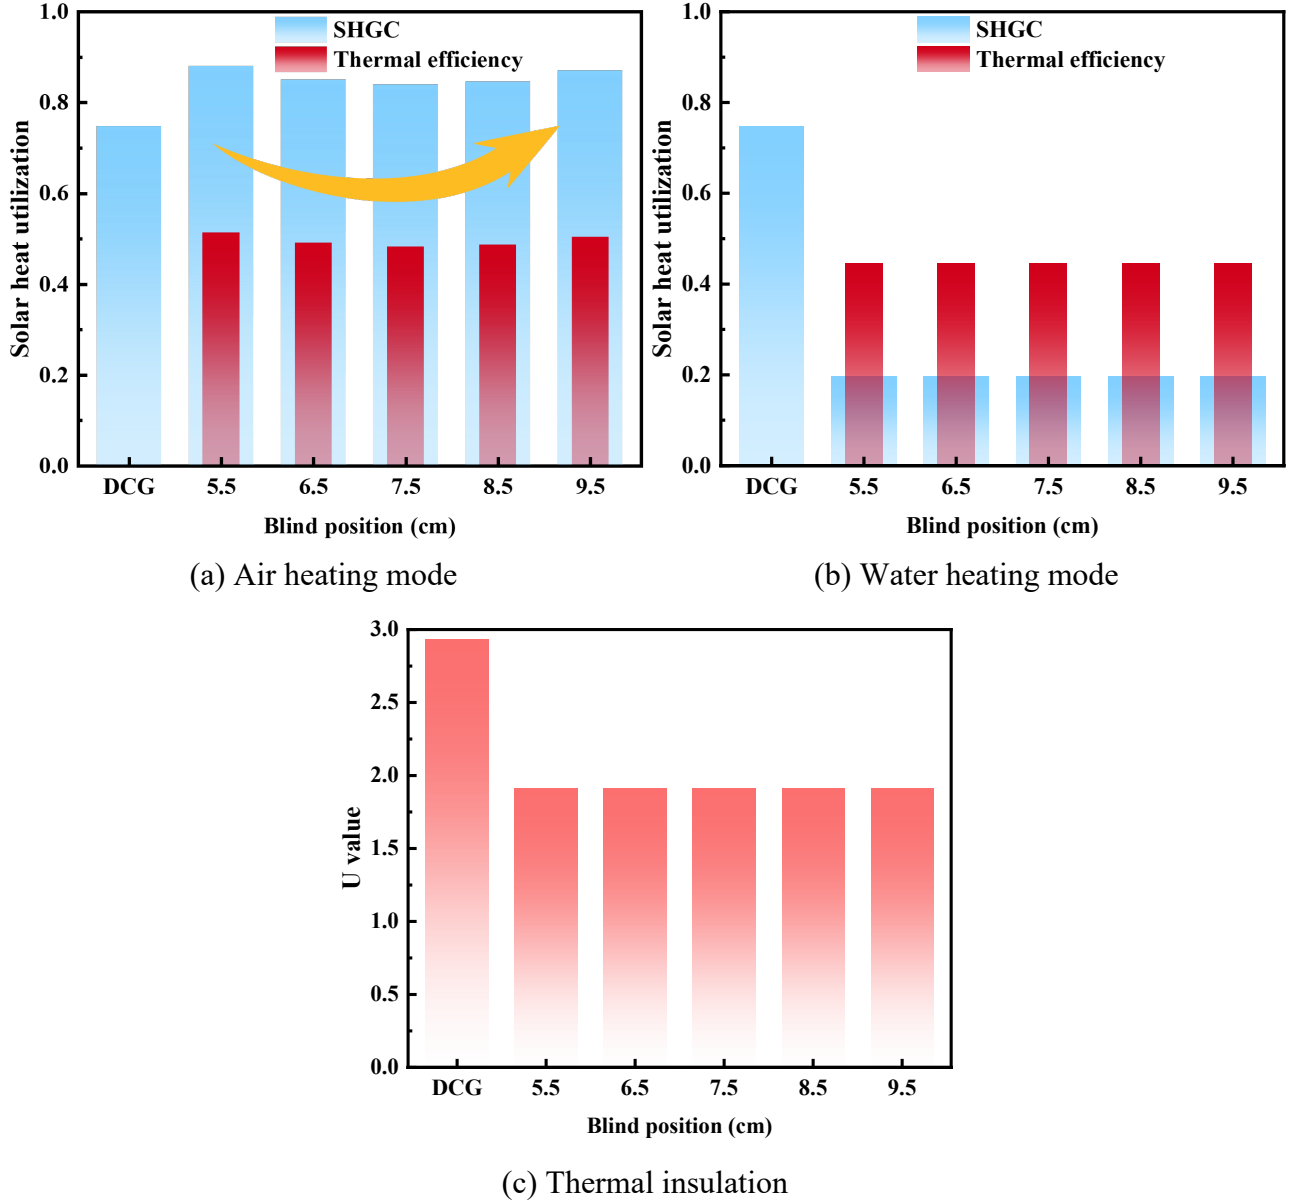 1.0
0.8
0.6
0.4
0.2
0.0
Solar heat utilization
SHGC
Thermal efficiency
DCG 5.5 6.5 7.5 8.5 9.5
Blind position (cm)
(a) Air heating mode
1.0
0.8
0.6
0.4
0.2
0.0
Solar heat utilization
SHGC
Thermal efficiency
DCG 5.5 6.5 7.5 8.5 9.5
Blind position (cm)
(b) Water heating mode
3.0
2.5
2.0
1.5
1.0
0.5
0.0
U value
DCG 5.5 6.5 7.5 8.5 9.5
Blind position (cm)
(c) Thermal insulation